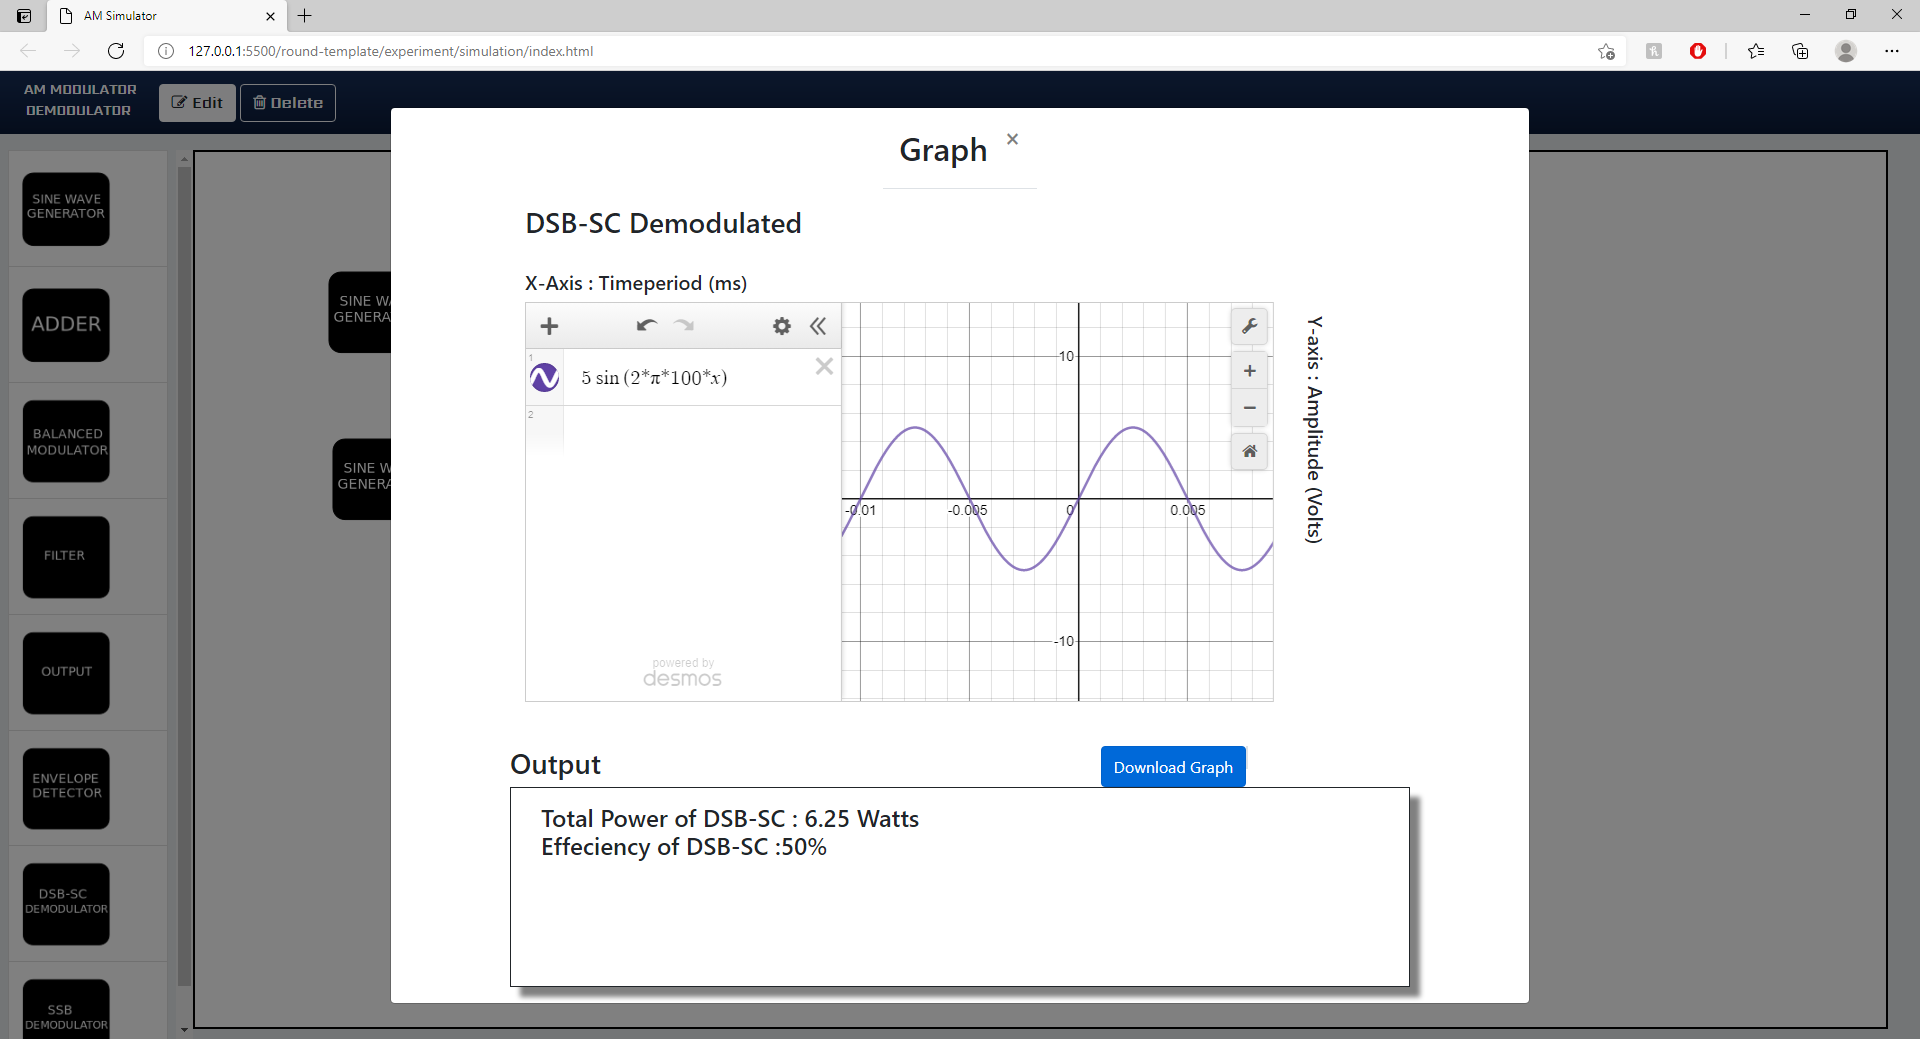 AM Simulator
127.0.0.1:5500/round-template/experiment/simulation/index.html
AM MODULATOR
DEMODULATOR
Edit
Delete
SINE WAVE
GENERATOR
ADDER
BALANCED
MODULATOR
FILTER
OUTPUT
ENVELOPE
DETECTOR
DSB-SC
DEMODULATOR
SSB
DEMODULATOR
SINE WA
GENERA
SINE W
GENERA
Graph
DSB-SC Demodulated
X-Axis : Timeperiod (ms)
1
5 sin (2*π*100*x)
2
powered by
desmos
10
-0.01
-0.005
0
0.005
-10
Y-axis : Amplitude (Volts)
Output
Download Graph
Total Power of DSB-SC : 6.25 Watts
Effeciency of DSB-SC :50%